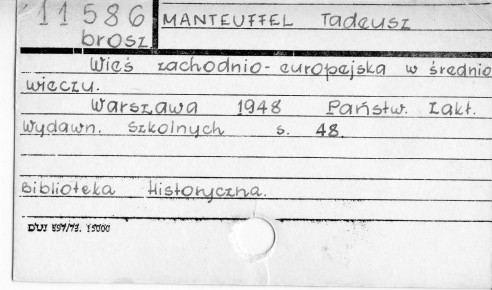 11586 MANTEUFFEL Tadeusz
brosz.
Wieś zachodnio-europejska w średnio
wieczu.
Warszawa 1948 Państw. Zakł.
Wydawn. Szkolnych s. 48.
Biblioteka Historyczna.
DUJ 897/73. 15000